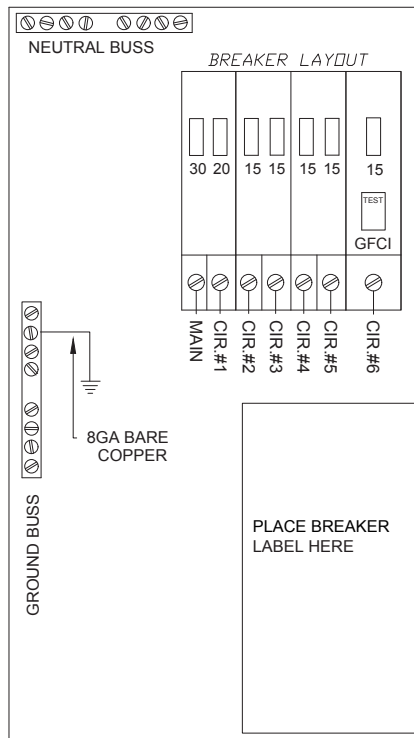 NEUTRAL BUSS
BREAKER LAYOUT
30 20 15 15 15 15 15
TEST
GFCI
MAIN
CIR.#1
CIR.#2
CIR.#3
CIR.#4
CIR.#5
CIR.#6
8GA BARE
COPPER
GROUND BUSS
PLACE BREAKER
LABEL HERE